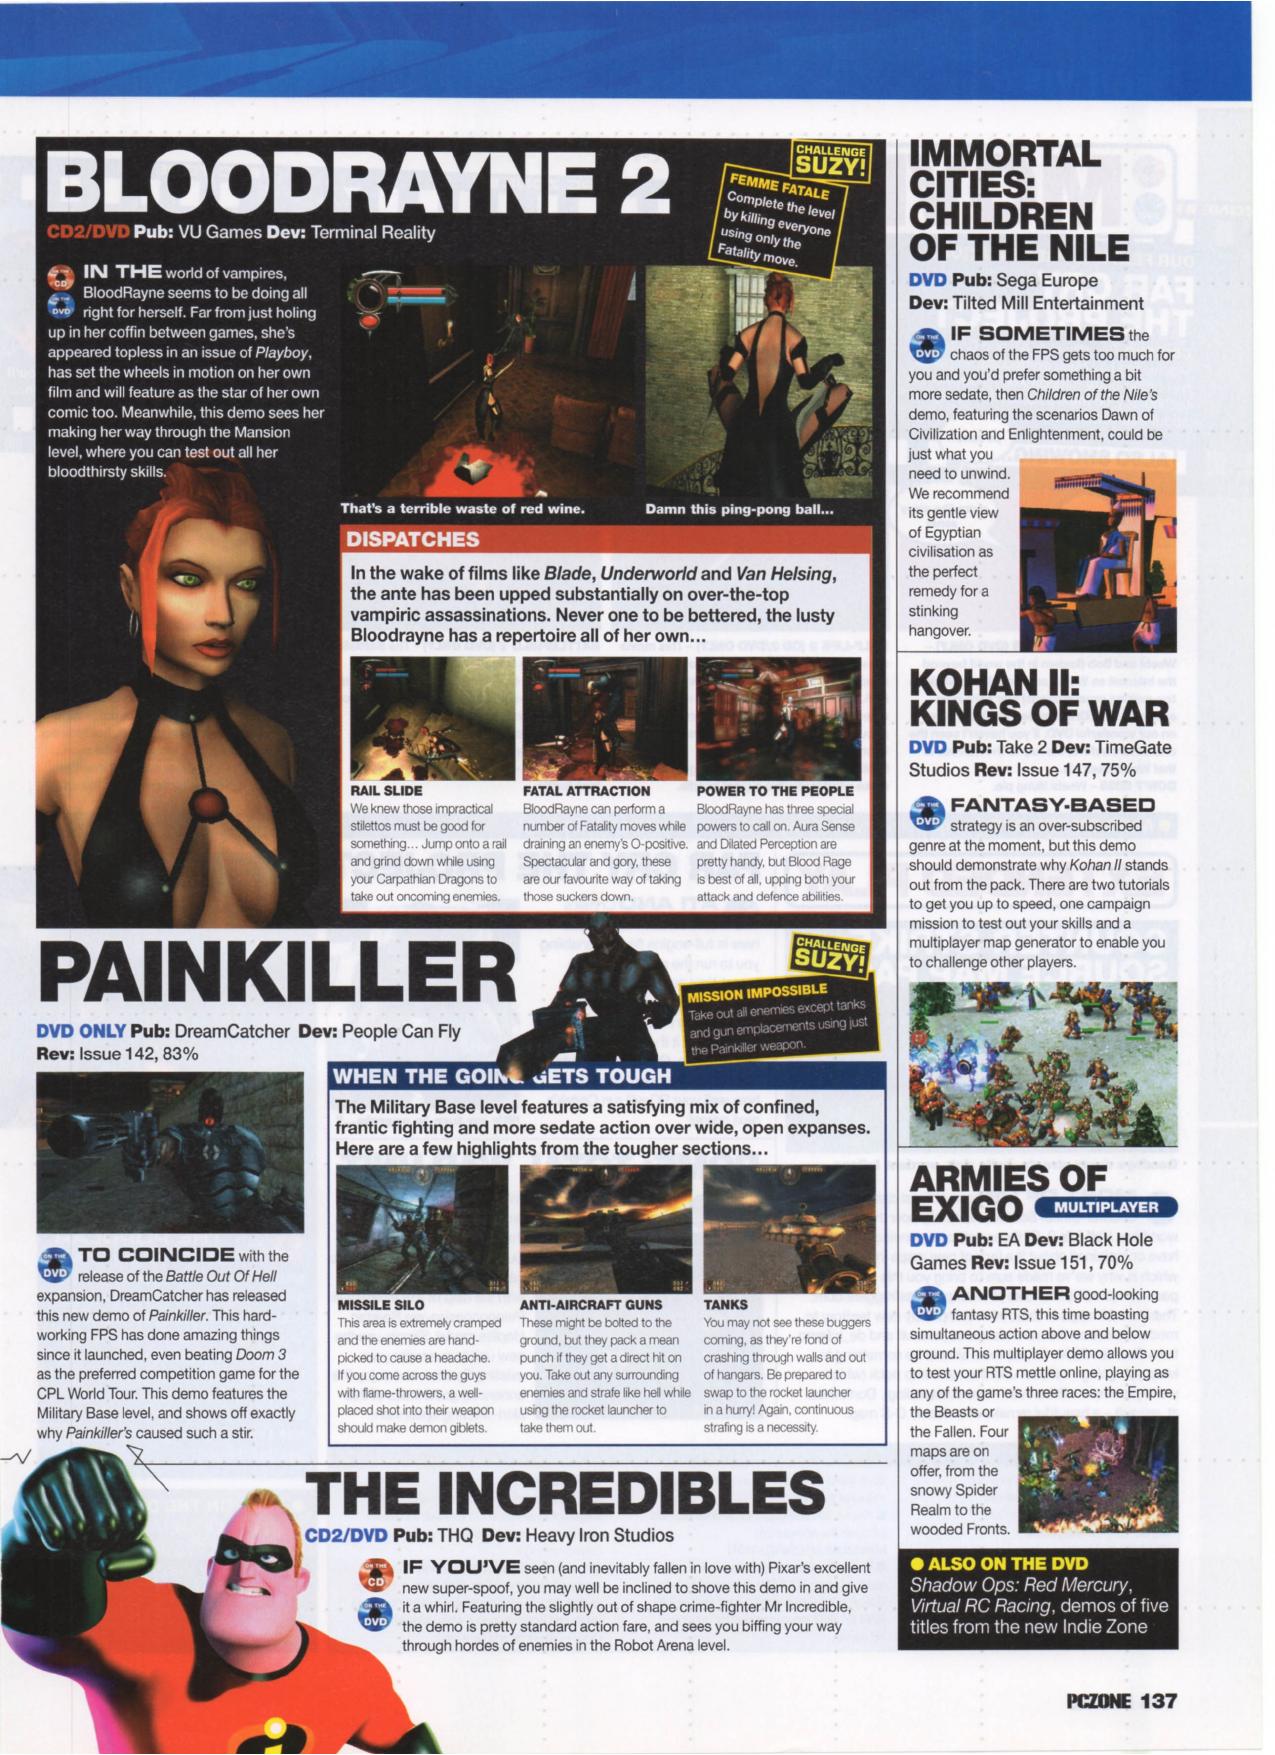 BLOODRAYNE 2
CD2/DVD Pub: VU Games Dev: Terminal Reality
CHALLENGE
SUZY!
FEMME FATALE
Complete the level
by killing everyone
using only the
Fatality move.
ON THE
CD
ON THE
DVD
IN THE world of vampires,
BloodRayne seems to be doing all
right for herself. Far from just holing
up in her coffin between games, she's
appeared topless in an issue of Playboy,
has set the wheels in motion on her own
film and will feature as the star of her own
comic too. Meanwhile, this demo sees her
making her way through the Mansion
level, where you can test out all her
bloodthirsty skills.
That's a terrible waste of red wine.
Damn this ping-pong ball...
DISPATCHES
In the wake of films like Blade, Underworld and Van Helsing,
the ante has been upped substantially on over-the-top
vampiric assassinations. Never one to be bettered, the lusty
Bloodrayne has a repertoire all of her own...
RAIL SLIDE
We knew those impractical
stilettos must be good for
something... Jump onto a rail
and grind down while using
your Carpathian Dragons to
take out oncoming enemies.
FATAL ATTRACTION
BloodRayne can perform a
number of Fatality moves while
draining an enemy's O-positive.
Spectacular and gory, these
are our favourite way of taking
those suckers down.
POWER TO THE PEOPLE
BloodRayne has three special
powers to call on. Aura Sense
and Dilated Perception are
pretty handy, but Blood Rage
is best of all, upping both your
attack and defence abilities.
PAINKILLER
DVD ONLY Pub: DreamCatcher Dev: People Can Fly
Rev: Issue 142, 83%
CHALLENGE
SUZY!
MISSION IMPOSSIBLE
Take out all enemies except tanks
and gun emplacements using just
the Painkiller weapon.
ON THE
DVD
TO COINCIDE with the
release of the Battle Out Of Hell
expansion, DreamCatcher has released
this new demo of Painkiller. This hard-
working FPS has done amazing things
since it launched, even beating Doom 3
as the preferred competition game for the
CPL World Tour. This demo features the
Military Base level, and shows off exactly
why Painkiller's caused such a stir.
WHEN THE GOING GETS TOUGH
The Military Base level features a satisfying mix of confined,
frantic fighting and more sedate action over wide, open expanses.
Here are a few highlights from the tougher sections...
MISSILE SILO
This area is extremely cramped
and the enemies are hand-
picked to cause a headache.
If you come across the guys
with flame-throwers, a well-
placed shot into their weapon
should make demon giblets.
ANTI-AIRCRAFT GUNS
These might be bolted to the
ground, but they pack a mean
punch if they get a direct hit on
you. Take out any surrounding
enemies and strafe like hell while
using the rocket launcher to
take them out.
TANKS
You may not see these buggers
coming, as they're fond of
crashing through walls and out
of hangars. Be prepared to
swap to the rocket launcher
in a hurry! Again, continuous
strafing is a necessity.
THE INCREDIBLES
CD2/DVD Pub: THQ Dev: Heavy Iron Studios
ON THE
CD
ON THE
DVD
IF YOU'VE seen (and inevitably fallen in love with) Pixar's excellent
new super-spoof, you may well be inclined to shove this demo in and give
it a whirl. Featuring the slightly out of shape crime-fighter Mr Incredible,
the demo is pretty standard action fare, and sees you biffing your way
through hordes of enemies in the Robot Arena level.
IMMORTAL
CITIES:
CHILDREN
OF THE NILE
DVD Pub: Sega Europe
Dev: Tilted Mill Entertainment
ON THE
DVD
IF SOMETIMES the
chaos of the FPS gets too much for
you and you'd prefer something a bit
more sedate, then Children of the Nile's
demo, featuring the scenarios Dawn of
Civilization and Enlightenment, could be
just what you
need to unwind.
We recommend
its gentle view
of Egyptian
civilisation as
the perfect
remedy for a
stinking
hangover.
KOHAN II:
KINGS OF WAR
DVD Pub: Take 2 Dev: TimeGate
Studios Rev: Issue 147, 75%
ON THE
DVD
FANTASY-BASED
strategy is an over-subscribed
genre at the moment, but this demo
should demonstrate why Kohan II stands
out from the pack. There are two tutorials
to get you up to speed, one campaign
mission to test out your skills and a
multiplayer map generator to enable you
to challenge other players.
ARMIES OF
EXIGO MULTIPLAYER
DVD Pub: EA Dev: Black Hole
Games Rev: Issue 151, 70%
ON THE
DVD
ANOTHER good-looking
fantasy RTS, this time boasting
simultaneous action above and below
ground. This multiplayer demo allows you
to test your RTS mettle online, playing as
any of the game's three races: the Empire,
the Beasts or
the Fallen. Four
maps are on
offer, from the
snowy Spider
Realm to the
wooded Fronts.
ALSO ON THE DVD
Shadow Ops: Red Mercury,
Virtual RC Racing, demos of five
titles from the new Indie Zone
PCZONE 137